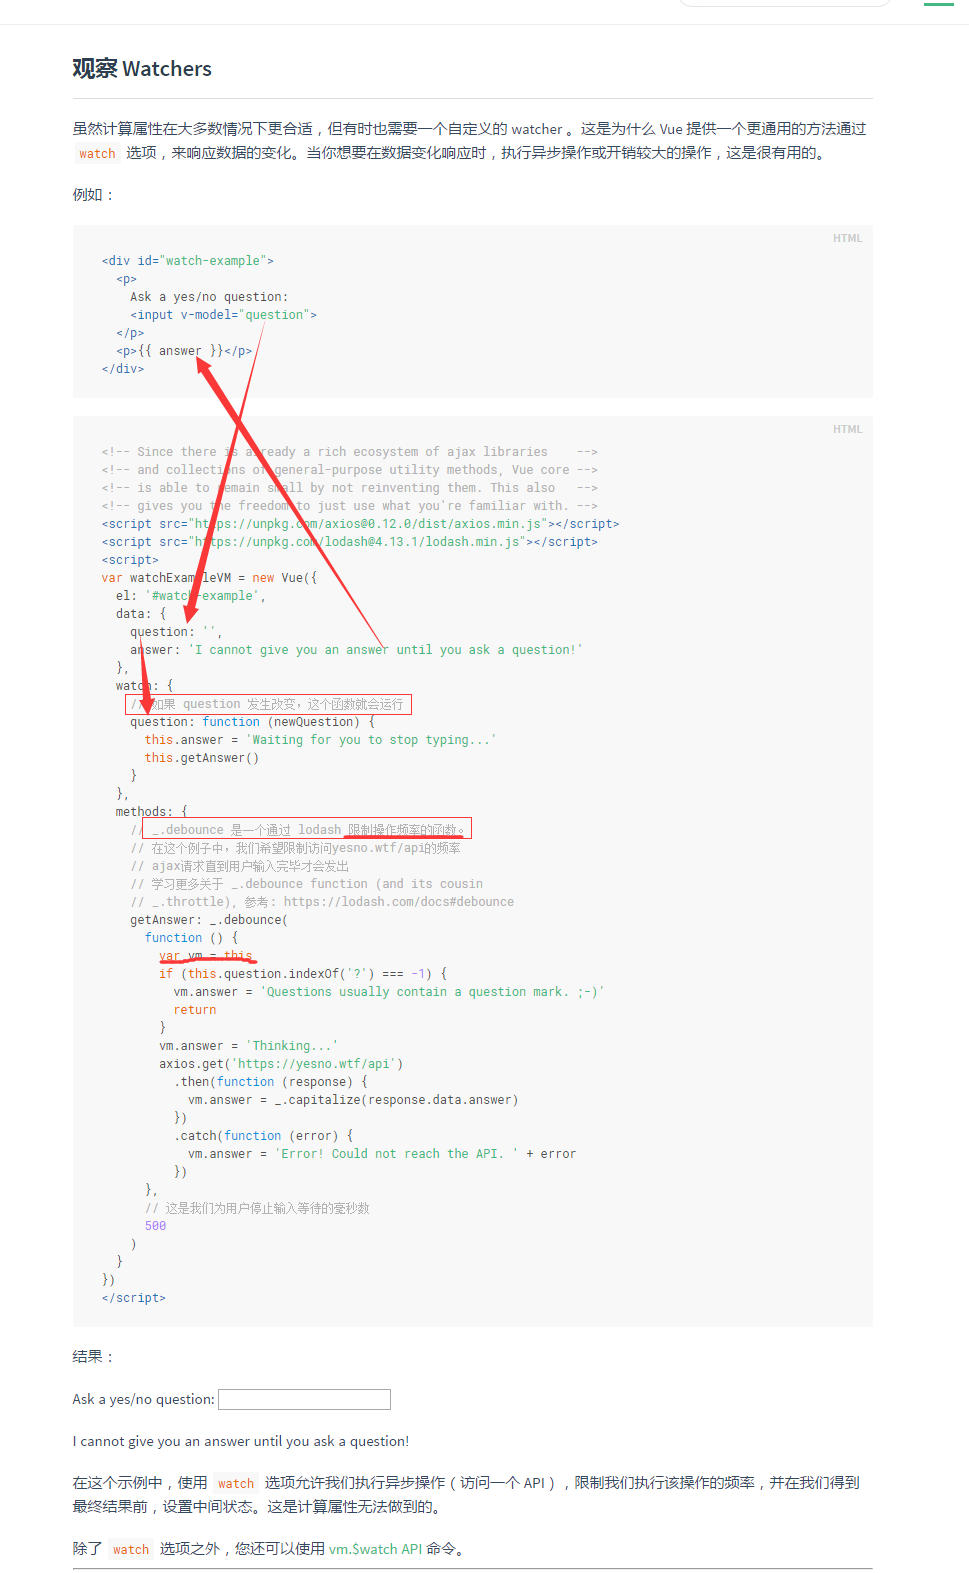 观察 Watchers
虽然计算属性在大多数情况下更合适，但有时也需要一个自定义的 watcher 。这是为什么 Vue 提供一个更通用的方法通过
watch 选项，来响应数据的变化。当你想要在数据变化响应时，执行异步操作或开销较大的操作，这是很有用的。
例如：
HTML
<div id="watch-example">
  <p>
    Ask a yes/no question:
    <input v-model="question">
  </p>
  <p>{{ answer }}</p>
</div>
HTML
<!-- Since there is already a rich ecosystem of ajax libraries    -->
<!-- and collections of general-purpose utility methods, Vue core -->
<!-- is able to remain small by not reinventing them. This also   -->
<!-- gives you the freedom to just use what you're familiar with. -->
<script src="https://unpkg.com/axios@0.12.0/dist/axios.min.js"></script>
<script src="https://unpkg.com/lodash@4.13.1/lodash.min.js"></script>
<script>
var watchExampleVM = new Vue({
  el: '#watch-example',
  data: {
    question: '',
    answer: 'I cannot give you an answer until you ask a question!'
  },
  watch: {
    // 如果 question 发生改变，这个函数就会运行
    question: function (newQuestion) {
      this.answer = 'Waiting for you to stop typing...'
      this.getAnswer()
    }
  },
  methods: {
    // _.debounce 是一个通过 lodash 限制操作频率的函数。
    // 在这个例子中，我们希望限制访问yesno.wtf/api的频率
    // ajax请求直到用户输入完毕才会发出
    // 学习更多关于 _.debounce function (and its cousin
    // _.throttle), 参考: https://lodash.com/docs#debounce
    getAnswer: _.debounce(
      function () {
        var vm = this
        if (this.question.indexOf('?') === -1) {
          vm.answer = 'Questions usually contain a question mark. ;-)'
          return
        }
        vm.answer = 'Thinking...'
        axios.get('https://yesno.wtf/api')
          .then(function (response) {
            vm.answer = _.capitalize(response.data.answer)
          })
          .catch(function (error) {
            vm.answer = 'Error! Could not reach the API. ' + error
          })
      },
      // 这是我们为用户停止输入等待的毫秒数
      500
    )
  }
})
</script>
结果：
Ask a yes/no question:
I cannot give you an answer until you ask a question!
在这个示例中，使用 watch 选项允许我们执行异步操作（访问一个 API），限制我们执行该操作的频率，并在我们得到
最终结果前，设置中间状态。这是计算属性无法做到的。
除了 watch 选项之外，您还可以使用 vm.$watch API 命令。